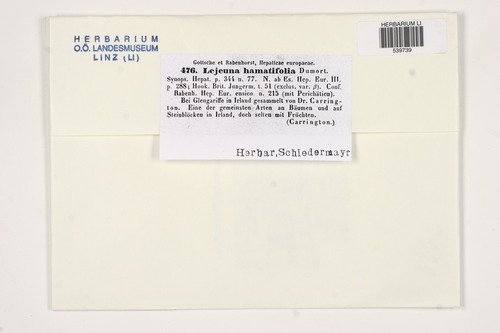 HERBARIUM
O.Ö. LANDESMUSEUM
LINZ (LI)
HERBARIUM LI
539739
Gottsche et Rabenhorst, Hepaticae europaeae.
476. Lejeuna hamatifolia Dumort.
Synops. Hepat. p. 344 n. 77. N. ab Es. Hep. Eur. III.
p. 288; Hook. Brit. Jungerm. t. 51 (exclus. var. β). Conf.
Rabenh. Hep. Eur. exsicc. n. 215 (mit Perichätien).
Bei Glengariffe in Irland gesammelt von Dr. Carring-
ton. Eine der gemeinsten Arten an Bäumen und auf
Steinblöcken in Irland, doch selten mit Früchten.
(Carrington.)
Herbar. Schiedermayr